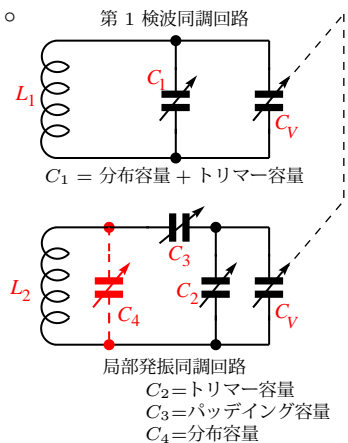 第 1 検波同調回路
C1
L1
CV
C1 = 分布容量 + トリマー容量
C3
L2
C4
C2
CV
局部発振同調回路
C2=トリマー容量
C3=パッデイング容量
C4=分布容量